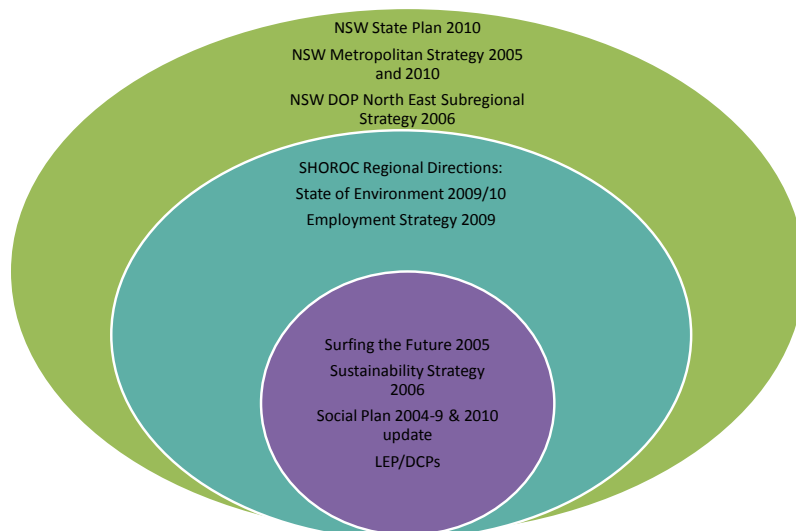 NSW State Plan 2010
NSW Metropolitan Strategy 2005
and 2010
NSW DOP North East Subregional
Strategy 2006
SHOROC Regional Directions:
State of Environment 2009/10
Employment Strategy 2009
Surfing the Future 2005
Sustainability Strategy
2006
Social Plan 2004-9 & 2010
update
LEP/DCPs